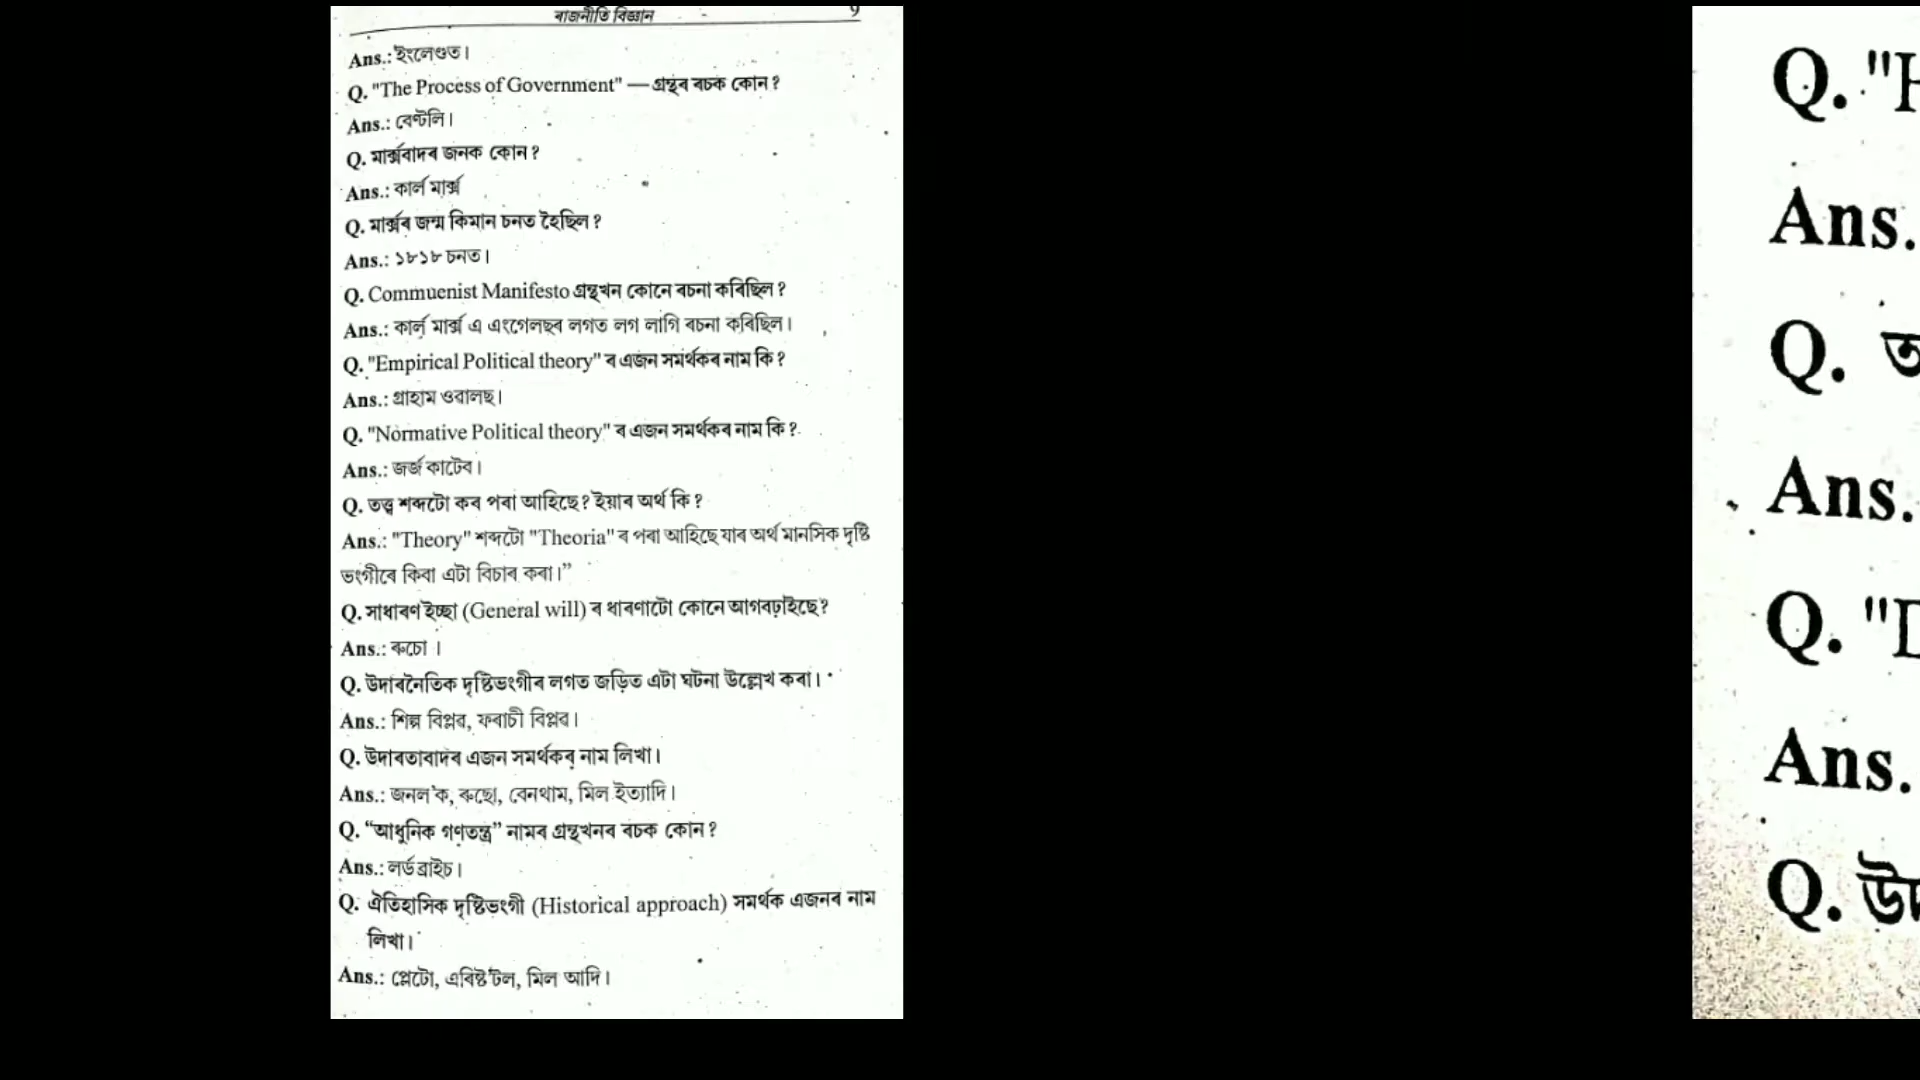 ৰাজনীতি বিজ্ঞান 9
Ans.: ইংলেণ্ডত।
Q. "The Process of Government" — গ্ৰন্থৰ ৰচক কোন ?
Ans.: বেণ্টলি।
Q. মাৰ্ক্সবাদৰ জনক কোন ?
Ans.: কাৰ্ল মাৰ্ক্স
Q. মাৰ্ক্সৰ জন্ম কিমান চনত হৈছিল ?
Ans.: ১৮১৮ চনত।
Q. Commuenist Manifesto গ্ৰন্থখন কোনে ৰচনা কৰিছিল ?
Ans.: কাৰ্ল মাৰ্ক্স এ এংগেলছৰ লগত লগ লাগি ৰচনা কৰিছিল।
Q. "Empirical Political theory" ৰ এজন সমৰ্থকৰ নাম কি ?
Ans.: গ্ৰাহাম ওৱালছ।
Q. "Normative Political theory" ৰ এজন সমৰ্থকৰ নাম কি ?
Ans.: জৰ্জ কাটেব।
Q. তত্ত্ব শব্দটো কৰ পৰা আহিছে ? ইয়াৰ অৰ্থ কি ?
Ans.: "Theory" শব্দটো "Theoria" ৰ পৰা আহিছে যাৰ অৰ্থ মানসিক দৃষ্টি
ভংগীৰে কিবা এটা বিচাৰ কৰা।”
Q. সাধাৰণ ইচ্ছা (General will) ৰ ধাৰণাটো কোনে আগবঢ়াইছে ?
Ans.: ৰুচো ।
Q. উদাৰনৈতিক দৃষ্টিভংগীৰ লগত জড়িত এটা ঘটনা উল্লেখ কৰা।
Ans.: শিল্প বিপ্লৱ, ফৰাচী বিপ্লৱ।
Q. উদাৰতাবাদৰ এজন সমৰ্থকৰ নাম লিখা।
Ans.: জনল'ক, ৰুছো, বেনথাম, মিল ইত্যাদি।
Q. “আধুনিক গণতন্ত্ৰ” নামৰ গ্ৰন্থখনৰ ৰচক কোন ?
Ans.: লৰ্ড ব্ৰাইচ।
Q. ঐতিহাসিক দৃষ্টিভংগী (Historical approach) সমৰ্থক এজনৰ নাম
লিখা।
Ans.: প্লেটো, এৰিষ্ট'টল, মিল আদি।
Q. "H
Ans.
Q. ত
Ans.
Q. "D
Ans.
Q.